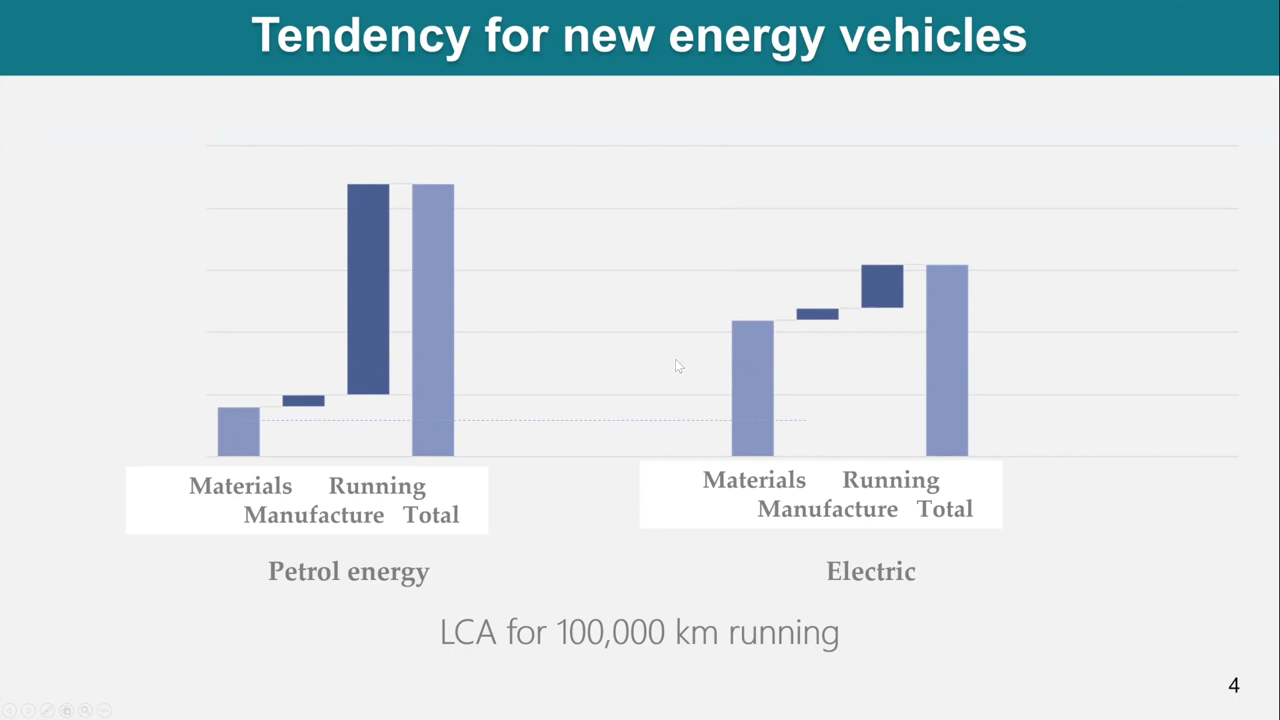 Tendency for new energy vehicles
Materials Running
Manufacture Total
Petrol energy
Materials Running
Manufacture Total
Electric
LCA for 100,000 km running
4